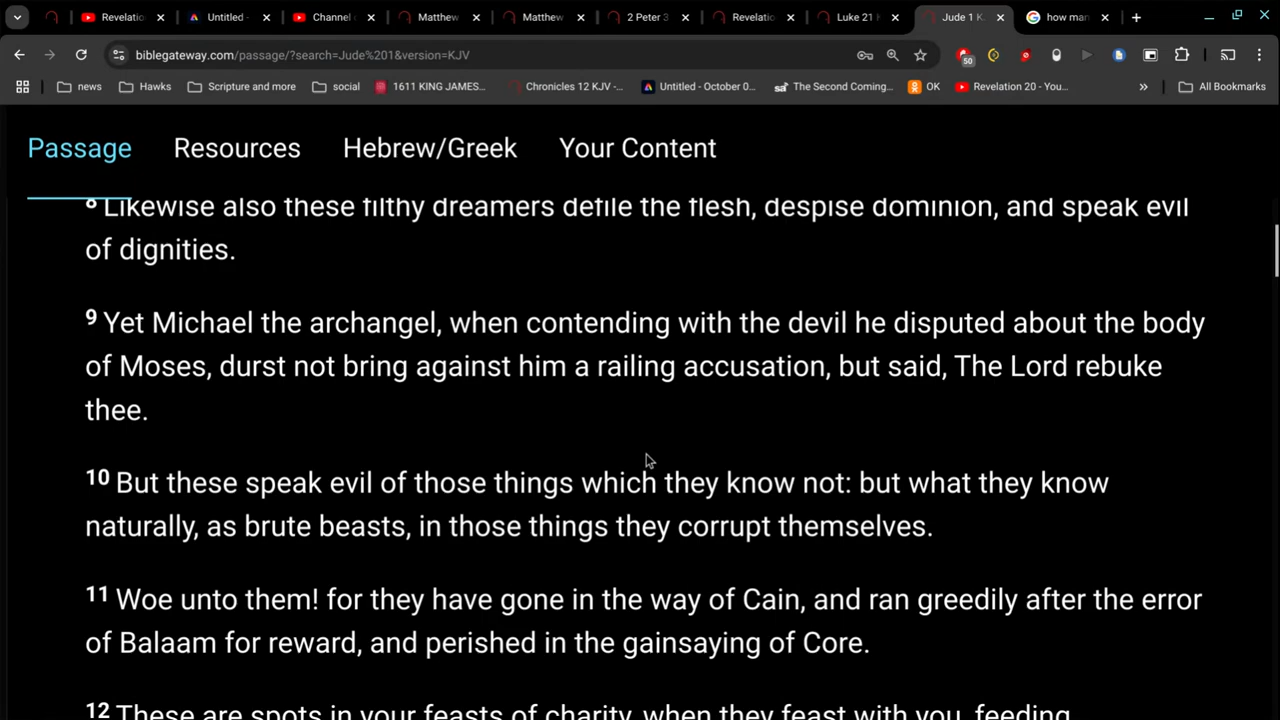 Revelatio
Untitled -
Channel c
Matthew
Matthew
2 Peter 3
Revelatio
Luke 21 K
Jude 1 K.
how man
biblegateway.com/passage/?search=Jude%201&version=KJV
50
news
Hawks
Scripture and more
social
1611 KING JAMES...
Chronicles 12 KJV -...
Untitled - October 0...
The Second Coming...
OK
Revelation 20 - You...
All Bookmarks
Passage
Resources
Hebrew/Greek
Your Content
8 Likewise also these filthy dreamers defile the flesh, despise dominion, and speak evil
of dignities.
9 Yet Michael the archangel, when contending with the devil he disputed about the body
of Moses, durst not bring against him a railing accusation, but said, The Lord rebuke
thee.
10 But these speak evil of those things which they know not: but what they know
naturally, as brute beasts, in those things they corrupt themselves.
11 Woe unto them! for they have gone in the way of Cain, and ran greedily after the error
of Balaam for reward, and perished in the gainsaying of Core.
12 These are spots in your feasts of charity, when they feast with you, feeding